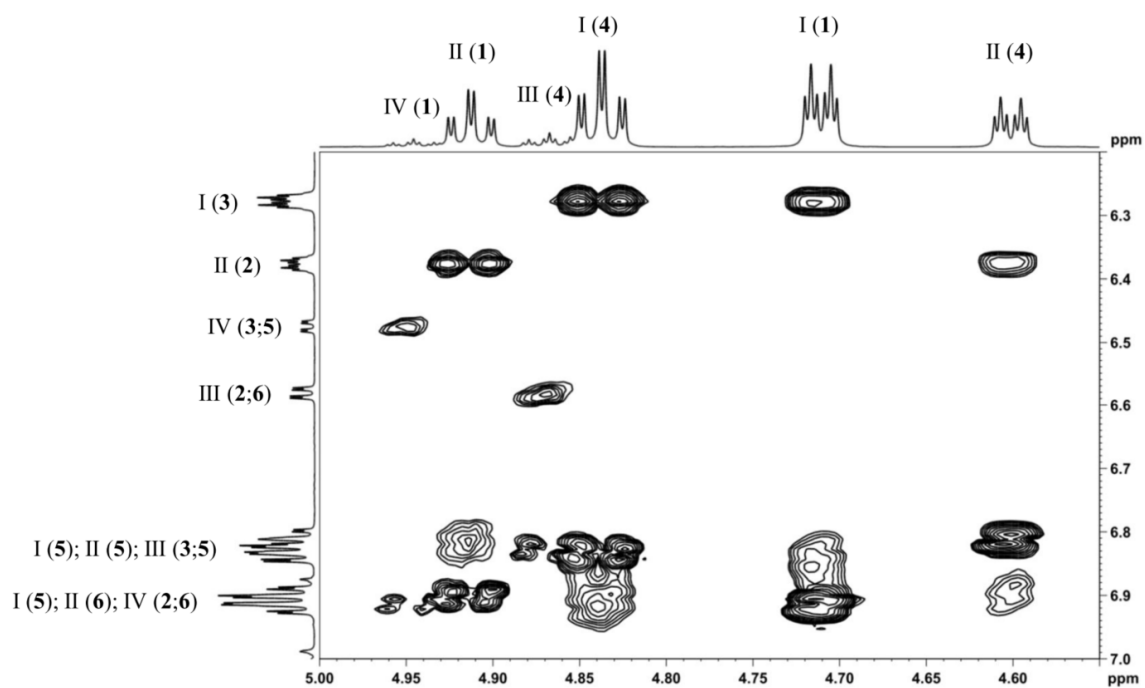 I (4)
II (1)
I (1)
II (4)
IV (1)
III (4)
ppm
I (3)
6.3
II (2)
6.4
IV (3;5)
6.5
III (2;6)
6.6
6.7
6.8
I (5); II (5); III (3;5)
I (5); II (6); IV (2;6)
6.9
7.0
5.00
4.95
4.90
4.85
4.80
4.75
4.70
4.65
4.60
ppm